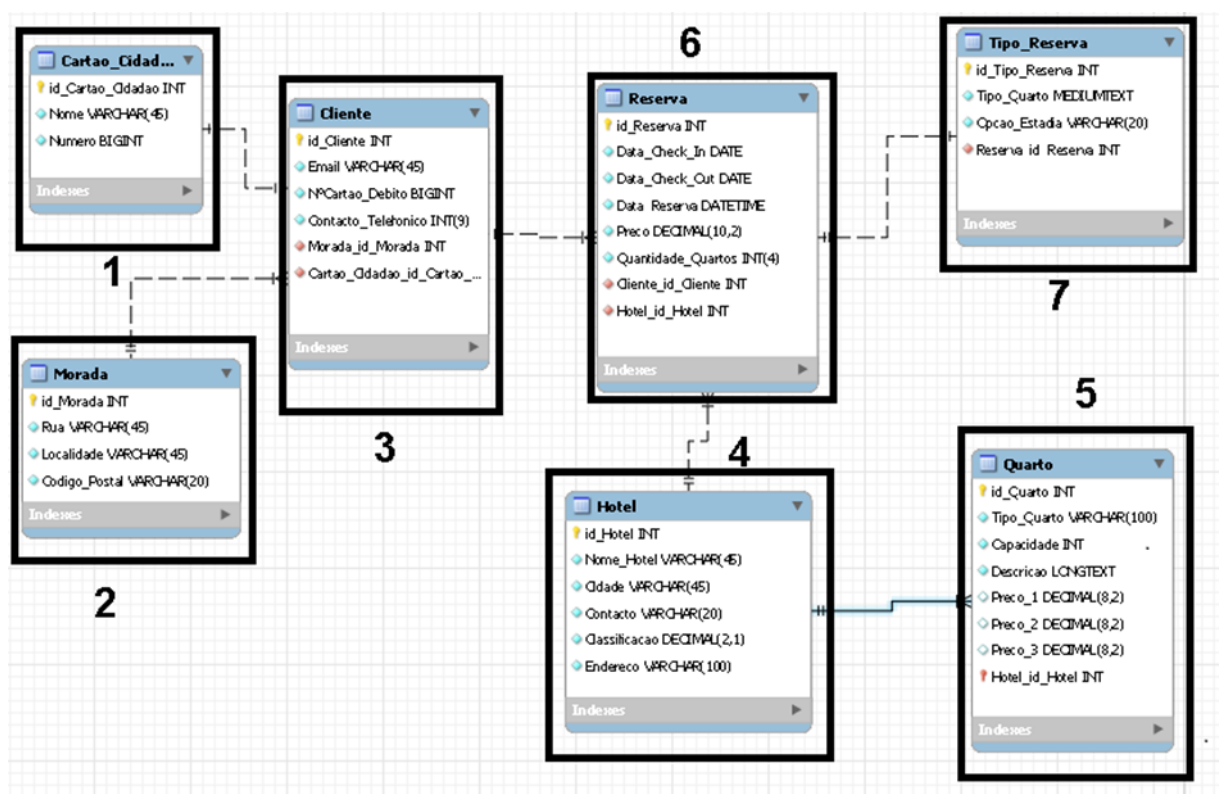 Cartao_Cidad...
id_Cartao_Cidadao INT
Nome VARCHAR(45)
Numero BIGINT
Indexes
1
Morada
id_Morada INT
Rua VARCHAR(45)
Localidade VARCHAR(45)
Codigo_Postal VARCHAR(20)
Indexes
2
Cliente
id_Cliente INT
Email VARCHAR(45)
NºCartao_Debito BIGINT
Contacto_Telefonico INT(9)
Morada_id_Morada INT
Cartao_Cidadao_id_Cartao_...
Indexes
3
Hotel
id_Hotel INT
Nome_Hotel VARCHAR(45)
Cidade VARCHAR(45)
Contacto VARCHAR(20)
Classificacao DECIMAL(2,1)
Endereco VARCHAR(100)
Indexes
4
Quarto
id_Quarto INT
Tipo_Quarto VARCHAR(100)
Capacidade INT
Descricao LONGTEXT
Preco_1 DECIMAL(8,2)
Preco_2 DECIMAL(8,2)
Preco_3 DECIMAL(8,2)
Hotel_id_Hotel INT
Indexes
5
6
Reserva
id_Reserva INT
Data_Check_In DATE
Data_Check_Out DATE
Data_Reserva DATETIME
Preco DECIMAL(10,2)
Quantidade_Quartos INT(4)
Cliente_id_Cliente INT
Hotel_id_Hotel INT
Indexes
Tipo_Reserva
id_Tipo_Reserva INT
Tipo_Quarto MEDIUMTEXT
Opcao_Estadia VARCHAR(20)
Reserva_id_Reserva INT
Indexes
7